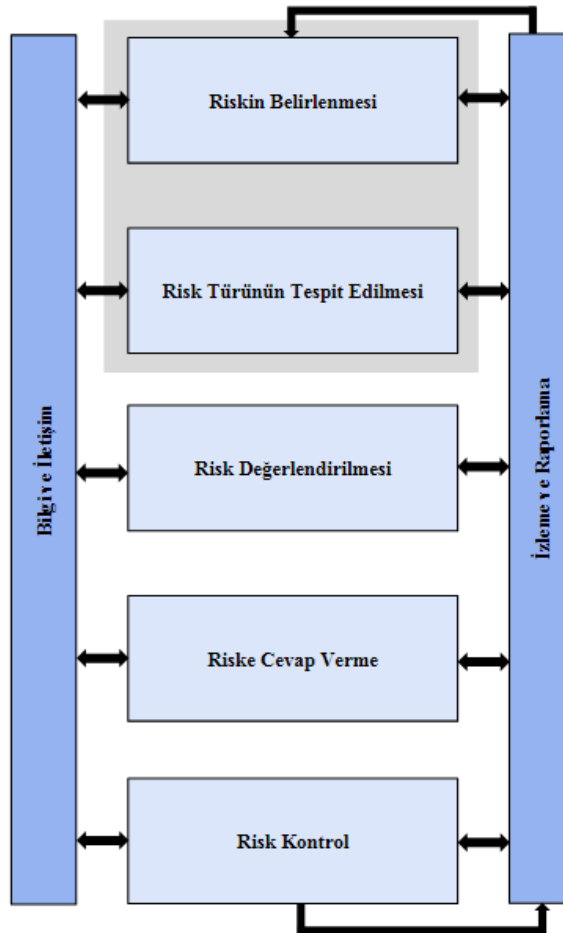 Riskin Belirlenmesi
Risk Türünün Tespit Edilmesi
Risk Değerlendirilmesi
Riske Cevap Verme
Risk Kontrol
Bilgi ve İletişim
İzleme ve Raporlama